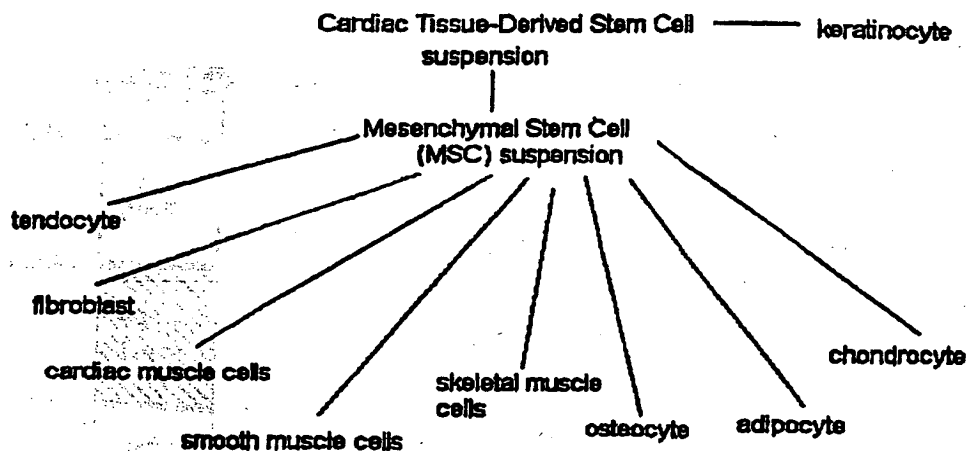 Cardiac Tissue-Derived Stem Cell
suspension
keratinocyte
Mesenchymal Stem Cell
(MSC) suspension
tendocyte
fibroblast
cardiac muscle cells
smooth muscle cells
skeletal muscle
cells
osteocyte
adipocyte
chondrocyte